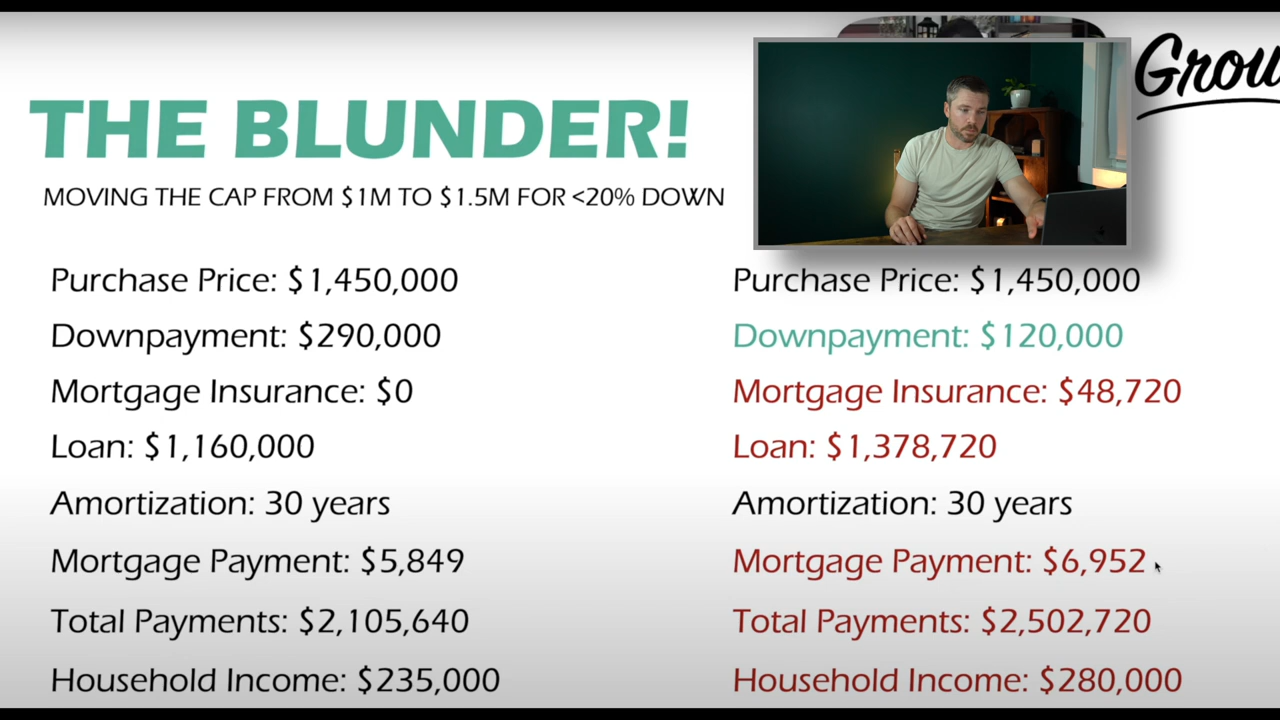 THE BLUNDER!
MOVING THE CAP FROM $1M TO $1.5M FOR <20% DOWN
Purchase Price: $1,450,000
Downpayment: $290,000
Mortgage Insurance: $0
Loan: $1,160,000
Amortization: 30 years
Mortgage Payment: $5,849
Total Payments: $2,105,640
Household Income: $235,000
Purchase Price: $1,450,000
Downpayment: $120,000
Mortgage Insurance: $48,720
Loan: $1,378,720
Amortization: 30 years
Mortgage Payment: $6,952
Total Payments: $2,502,720
Household Income: $280,000